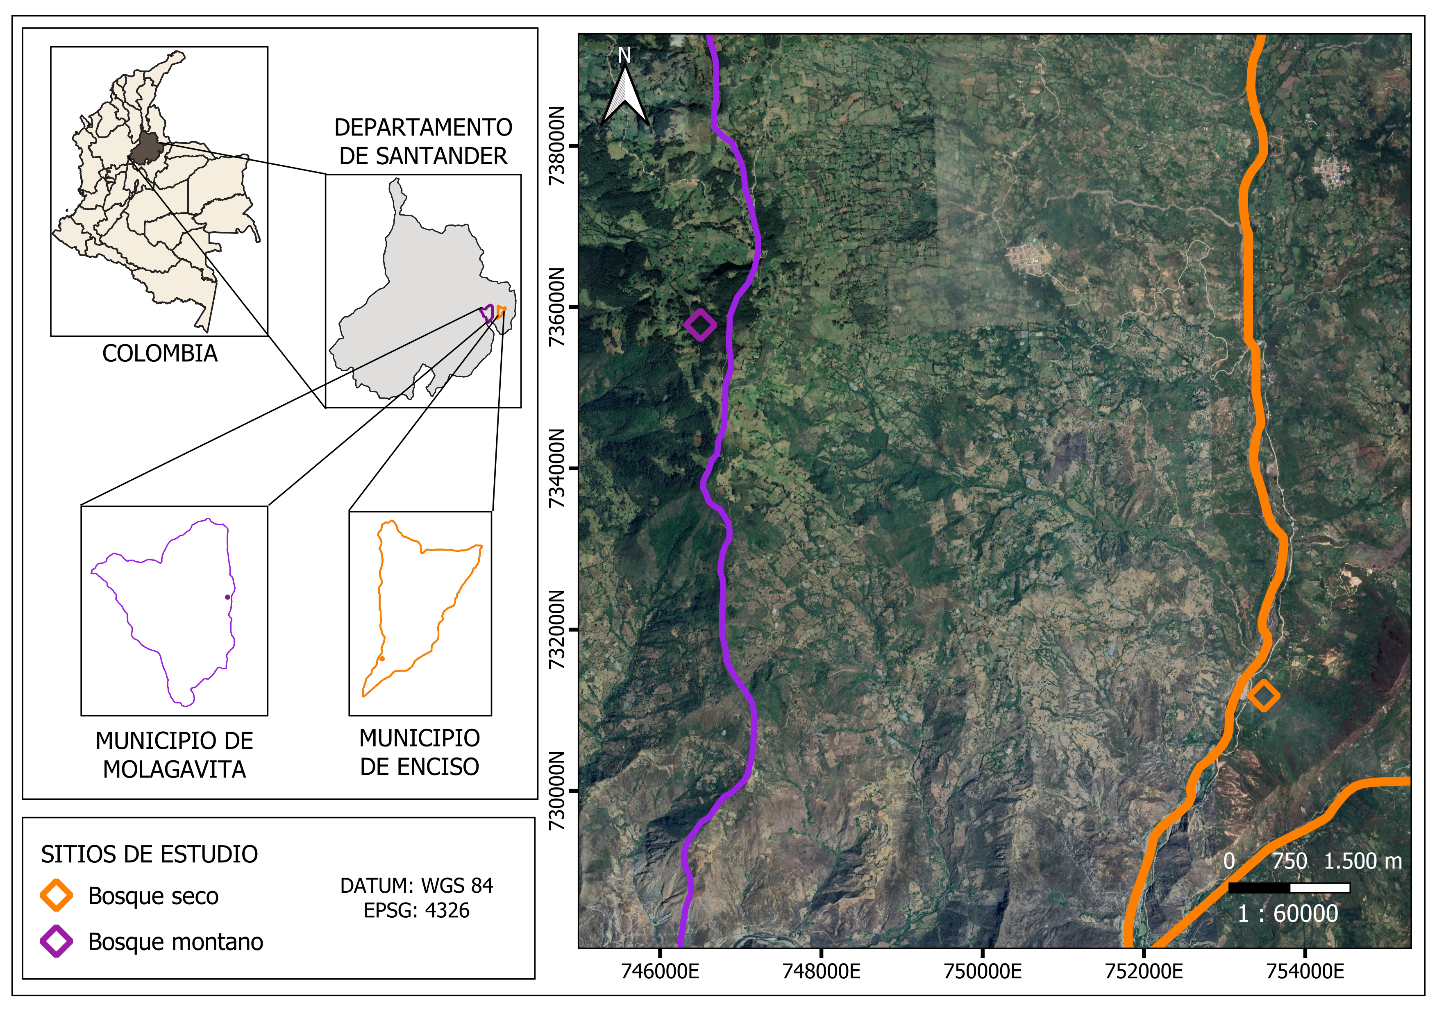 COLOMBIA
DEPARTAMENTO
DE SANTANDER
MUNICIPIO DE
MOLAGAVITA
MUNICIPIO
DE ENCISO
SITIOS DE ESTUDIO
Bosque seco
Bosque montano
DATUM: WGS 84
EPSG: 4326
N
738000N
736000N
734000N
732000N
730000N
0 750 1.500 m
1 : 60000
746000E 748000E 750000E 752000E 754000E